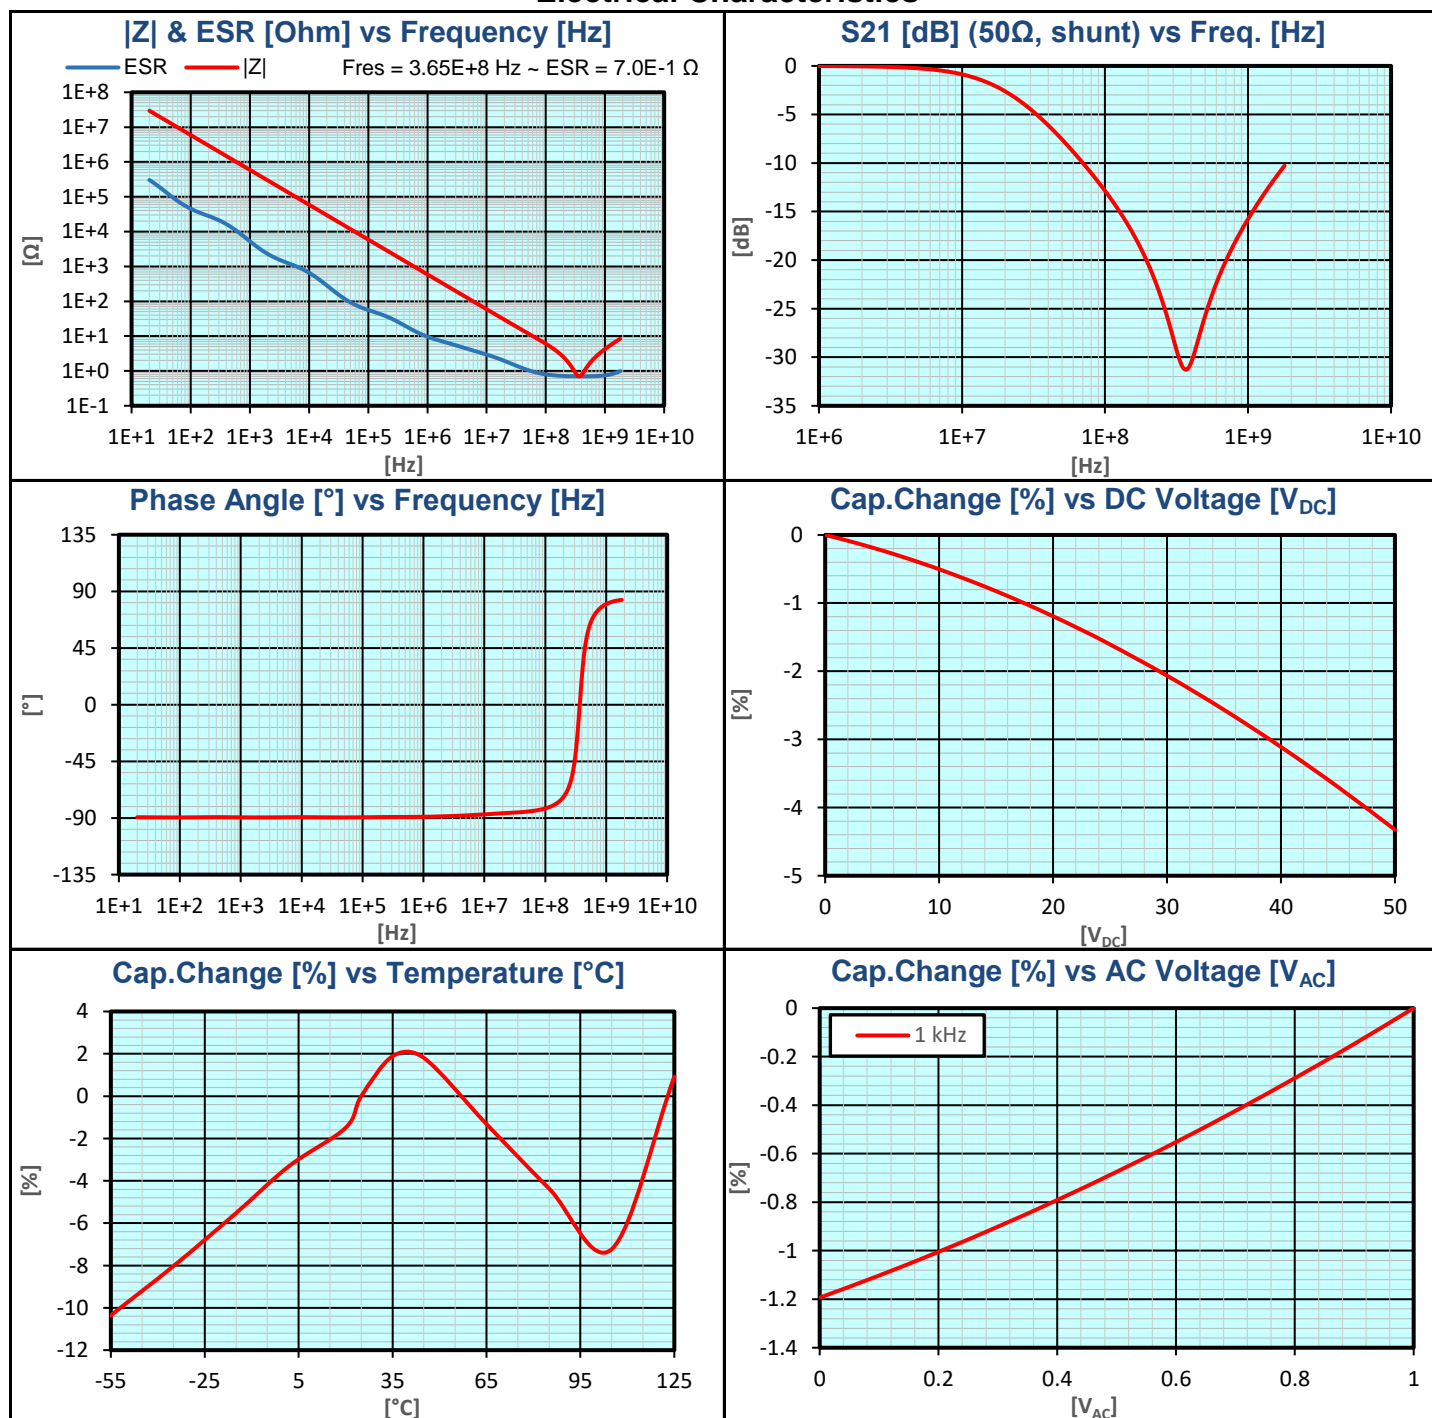 Electrical Characteristics
|Z| & ESR [Ohm] vs Frequency [Hz]
ESR |Z| Fres = 3.65E+8 Hz ~ ESR = 7.0E-1 Ω
1E+8
1E+7
1E+6
1E+5
1E+4
1E+3
1E+2
1E+1
1E+0
1E-1
[Ω]
1E+1 1E+2 1E+3 1E+4 1E+5 1E+6 1E+7 1E+8 1E+9 1E+10
[Hz]
S21 [dB] (50Ω, shunt) vs Freq. [Hz]
0
-5
-10
-15
-20
-25
-30
-35
[dB]
1E+6 1E+7 1E+8 1E+9 1E+10
[Hz]
Phase Angle [°] vs Frequency [Hz]
135
90
45
0
-45
-90
-135
[°]
1E+1 1E+2 1E+3 1E+4 1E+5 1E+6 1E+7 1E+8 1E+9 1E+10
[Hz]
Cap.Change [%] vs DC Voltage [VDC]
0
-1
-2
-3
-4
-5
[%]
0 10 20 30 40 50
[VDC]
Cap.Change [%] vs Temperature [°C]
4
2
0
-2
-4
-6
-8
-10
-12
[%]
-55 -25 5 35 65 95 125
[°C]
Cap.Change [%] vs AC Voltage [VAC]
1 kHz
0
-0.2
-0.4
-0.6
-0.8
-1
-1.2
-1.4
[%]
0 0.2 0.4 0.6 0.8 1
[VAC]